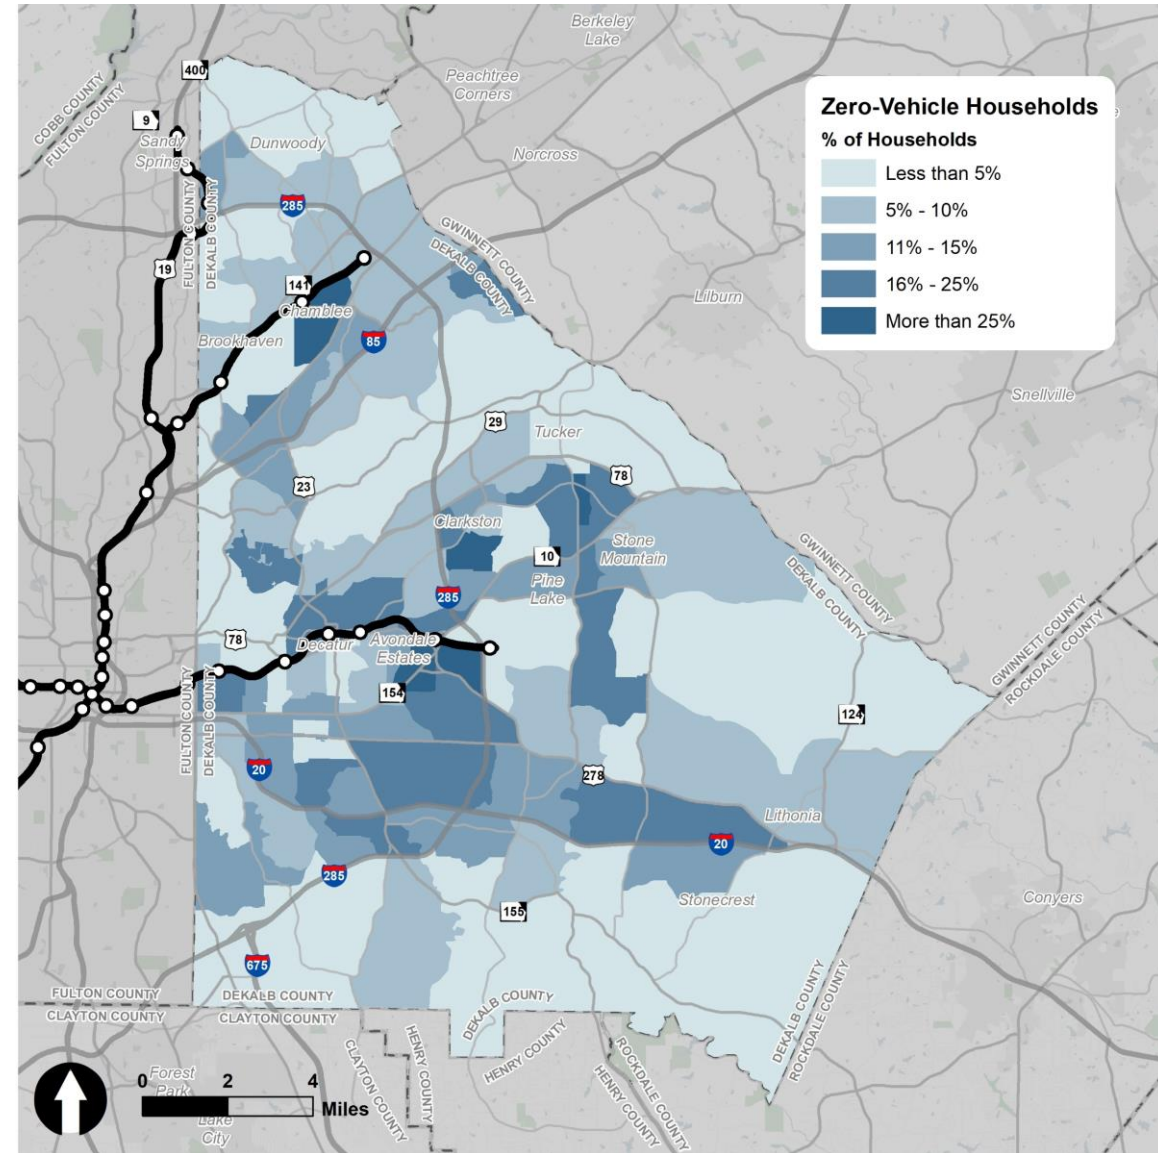 Berkeley
Lake
400
Peachtree
Corners
COBB COUNTY
FULTON COUNTY
9
Sandy
Springs
Dunwoody
Norcross
Zero-Vehicle Households
% of Households
Less than 5%
5% - 10%
11% - 15%
16% - 25%
More than 25%
FULTON COUNTY
DEKALB COUNTY
285
GWINNETT COUNTY
DEKALB COUNTY
19
141
Chamblee
Lilburn
Brookhaven
85
Snellville
29
Tucker
78
23
Clarkston
10
Stone
Mountain
Pine
Lake
GWINNETT COUNTY
DEKALB COUNTY
285
78
Decatur
Avondale
Estates
GWINNETT COUNTY
ROCKDALE COUNTY
FULTON COUNTY
DEKALB COUNTY
154
124
20
278
Lithonia
20
285
Stonecrest
Conyers
155
675
FULTON COUNTY
DEKALB COUNTY
CLAYTON COUNTY
CLAYTON COUNTY
DEKALB COUNTY
HENRY COUNTY
DEKALB COUNTY
ROCKDALE COUNTY
CLAYTON COUNTY
HENRY COUNTY
ROCKDALE COUNTY
HENRY COUNTY
Forest
Park
0 2 4
Miles
Lake
City